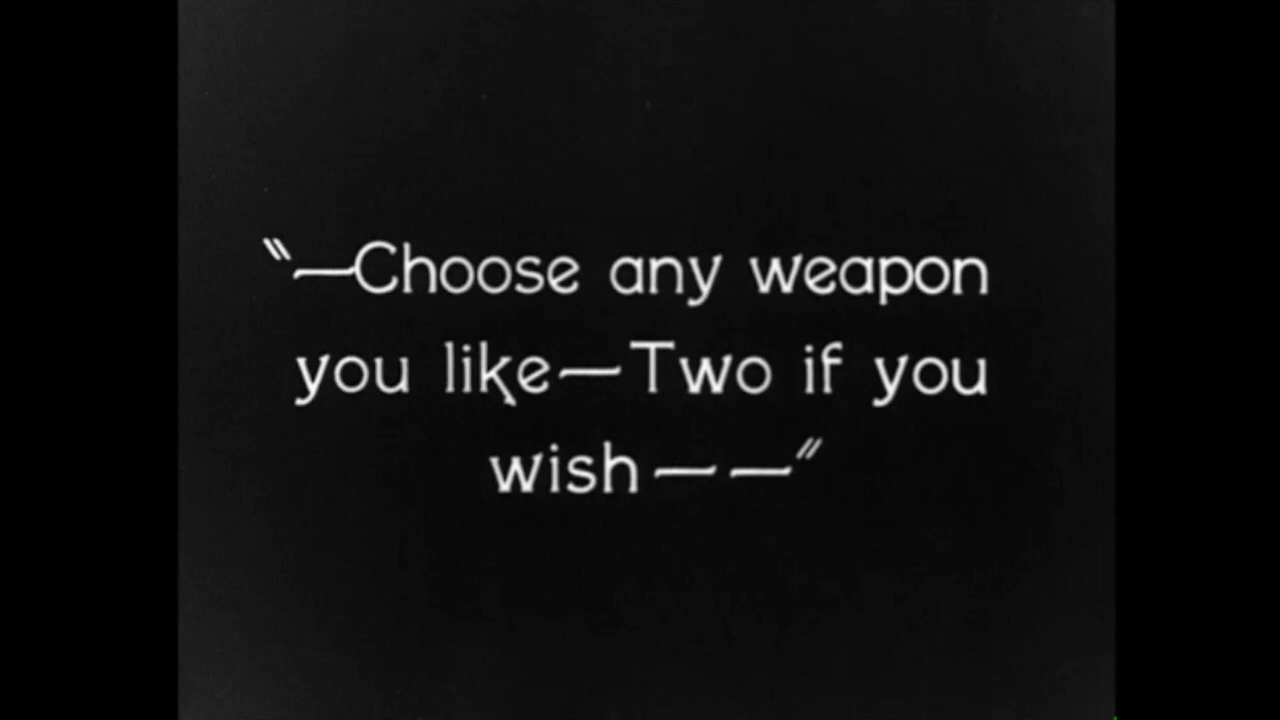 "—Choose any weapon
you like—Two if you
wish — —"